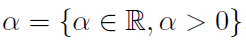 α = {α ∈ ℝ, α > 0}